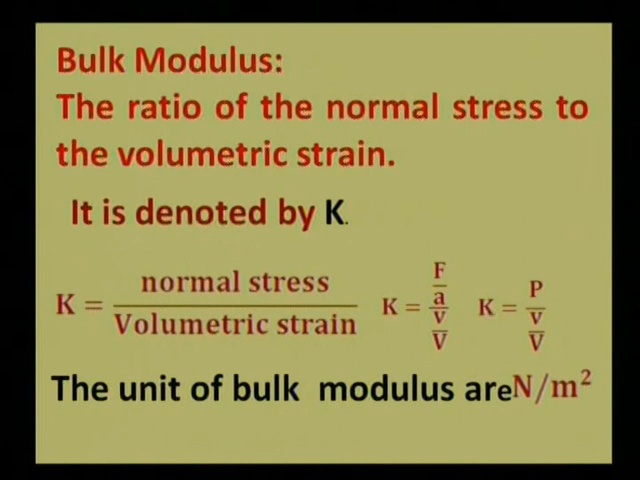 Bulk Modulus:
The ratio of the normal stress to
the volumetric strain.
It is denoted by K.
K = normal stress / Volumetric strain K = F/a / v/V K = P / v/V
The unit of bulk modulus are N/m²